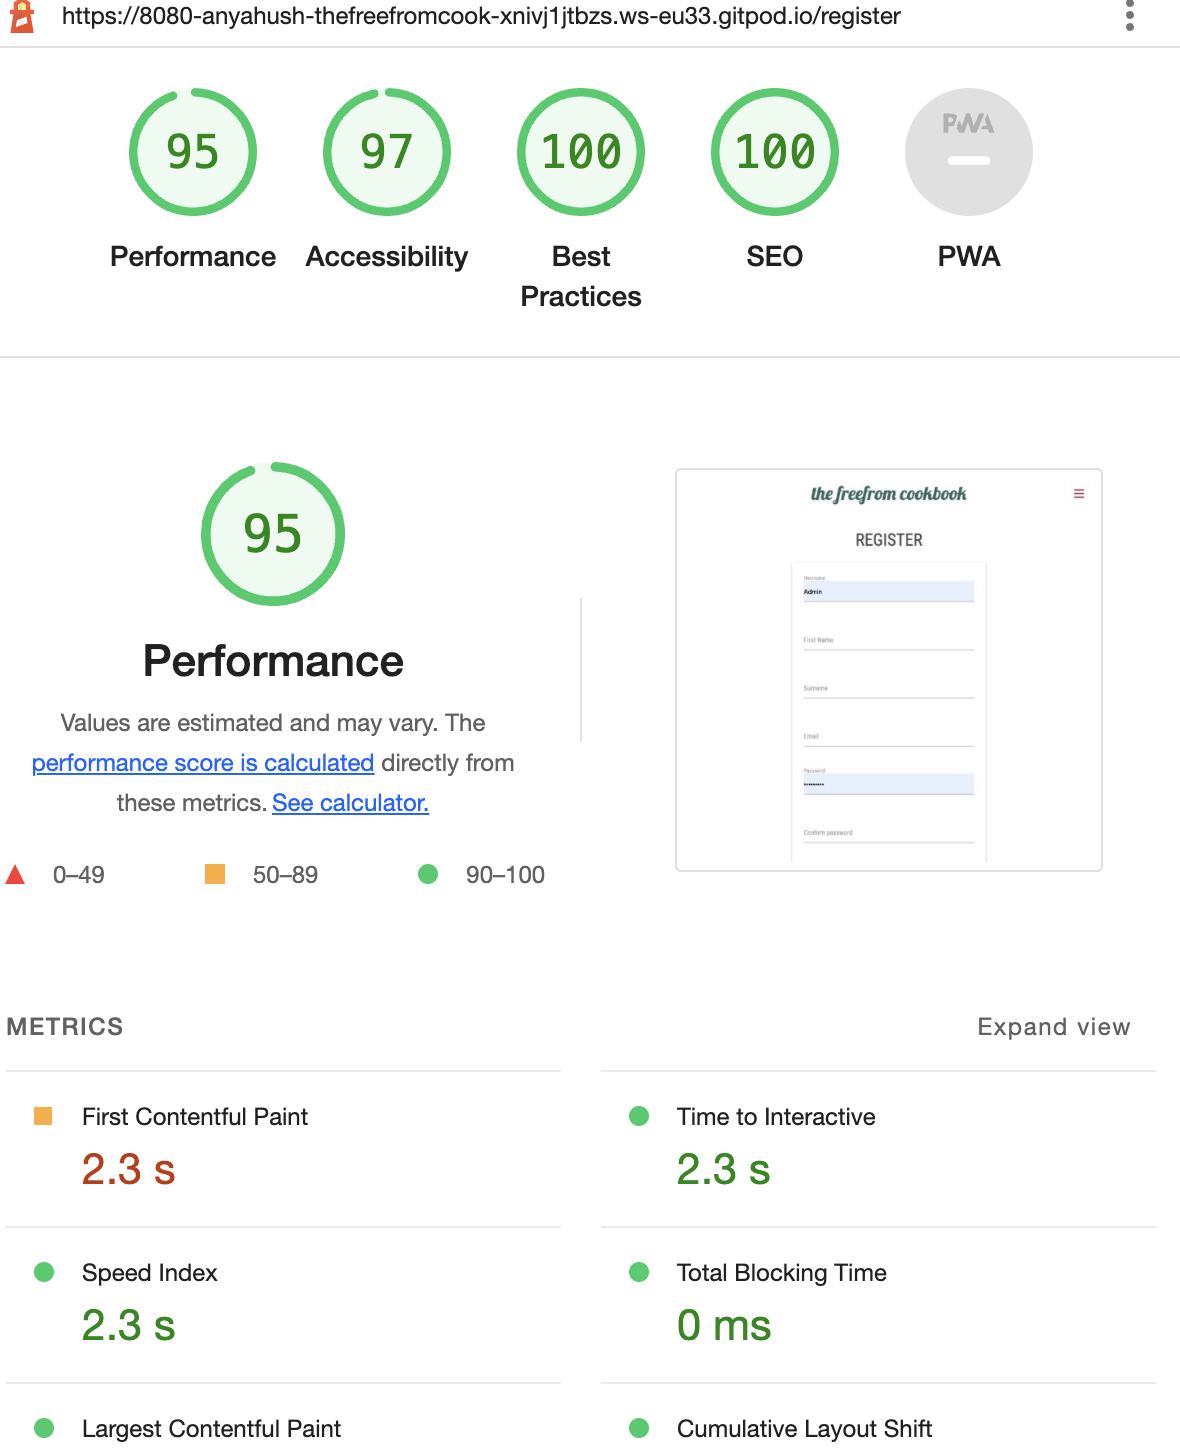 https://8080-anyahush-thefreefromcook-xnivj1jtbzs.ws-eu33.gitpod.io/register
95
97
100
100
PWA
Performance
Accessibility
Best
Practices
SEO
PWA
95
Performance
Values are estimated and may vary. The
performance score is calculated directly from
these metrics. See calculator.
0–49
50–89
90–100
the freefrom cookbook
REGISTER
Username
Admin
First Name
Surname
Email
Password
Confirm password
METRICS
Expand view
First Contentful Paint
2.3 s
Time to Interactive
2.3 s
Speed Index
2.3 s
Total Blocking Time
0 ms
Largest Contentful Paint
Cumulative Layout Shift